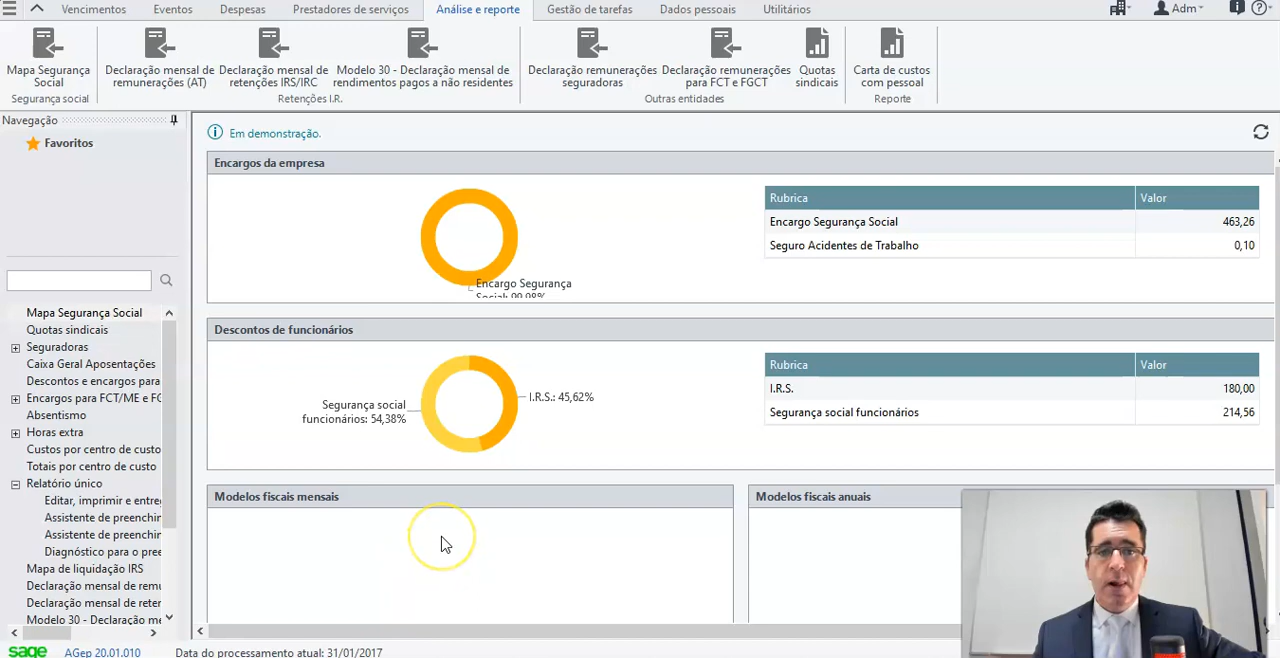 Vencimentos Eventos Despesas Prestadores de serviços Análise e reporte Gestão de tarefas Dados pessoais Utilitários Adm
Mapa Segurança
Social
Declaração mensal de
remunerações (AT)
Declaração mensal de
retenções IRS/IRC
Modelo 30 - Declaração mensal de
rendimentos pagos a não residentes
Declaração remunerações
seguradoras
Declaração remunerações
para FCT e FGCT
Quotas
sindicais
Carta de custos
com pessoal
Segurança social
Retenções I.R.
Outras entidades
Reporte
Navegação
Favoritos
Mapa Segurança Social
Quotas sindicais
Seguradoras
Caixa Geral Aposentações
Descontos e encargos para
Encargos para FCT/ME e FC
Absentismo
Horas extra
Custos por centro de custo
Totais por centro de custo
Relatório único
Editar, imprimir e entre
Assistente de preenchir
Assistente de preenchir
Diagnóstico para o pree
Mapa de liquidação IRS
Declaração mensal de remu
Declaração mensal de reter
Modelo 30 - Declaração me
Em demonstração.
Encargos da empresa
Encargo Segurança
Social: 99,98%
Rubrica Valor
Encargo Segurança Social 463,26
Seguro Acidentes de Trabalho 0,10
Descontos de funcionários
Segurança social
funcionários: 54,38%
I.R.S.: 45,62%
Rubrica Valor
I.R.S. 180,00
Segurança social funcionários 214,56
Modelos fiscais mensais
Modelos fiscais anuais
sage AGep 20.01.010 Data do processamento atual: 31/01/2017